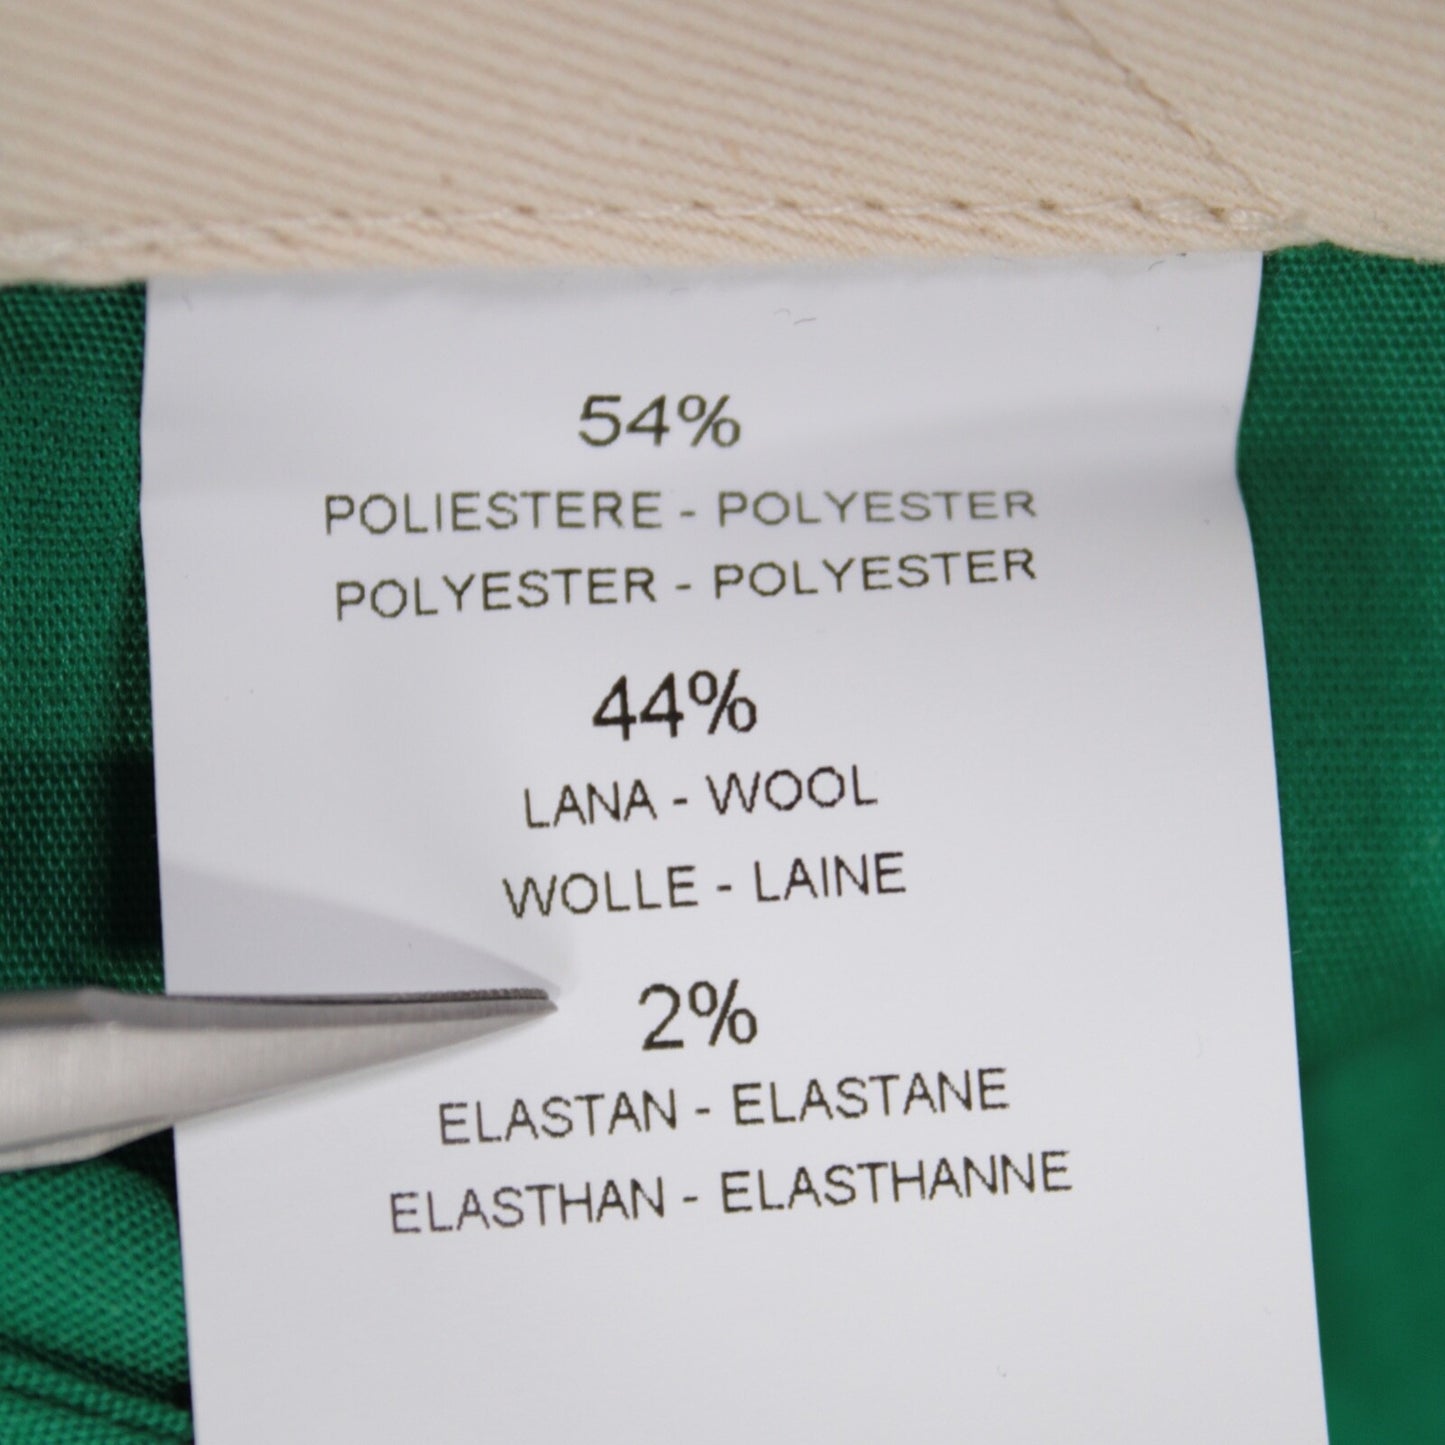 54%
POLIESTERE - POLYESTER
POLYESTER - POLYESTER
44%
LANA - WOOL
WOLLE - LAINE
2%
ELASTAN - ELASTANE
ELASTHAN - ELASTHANNE